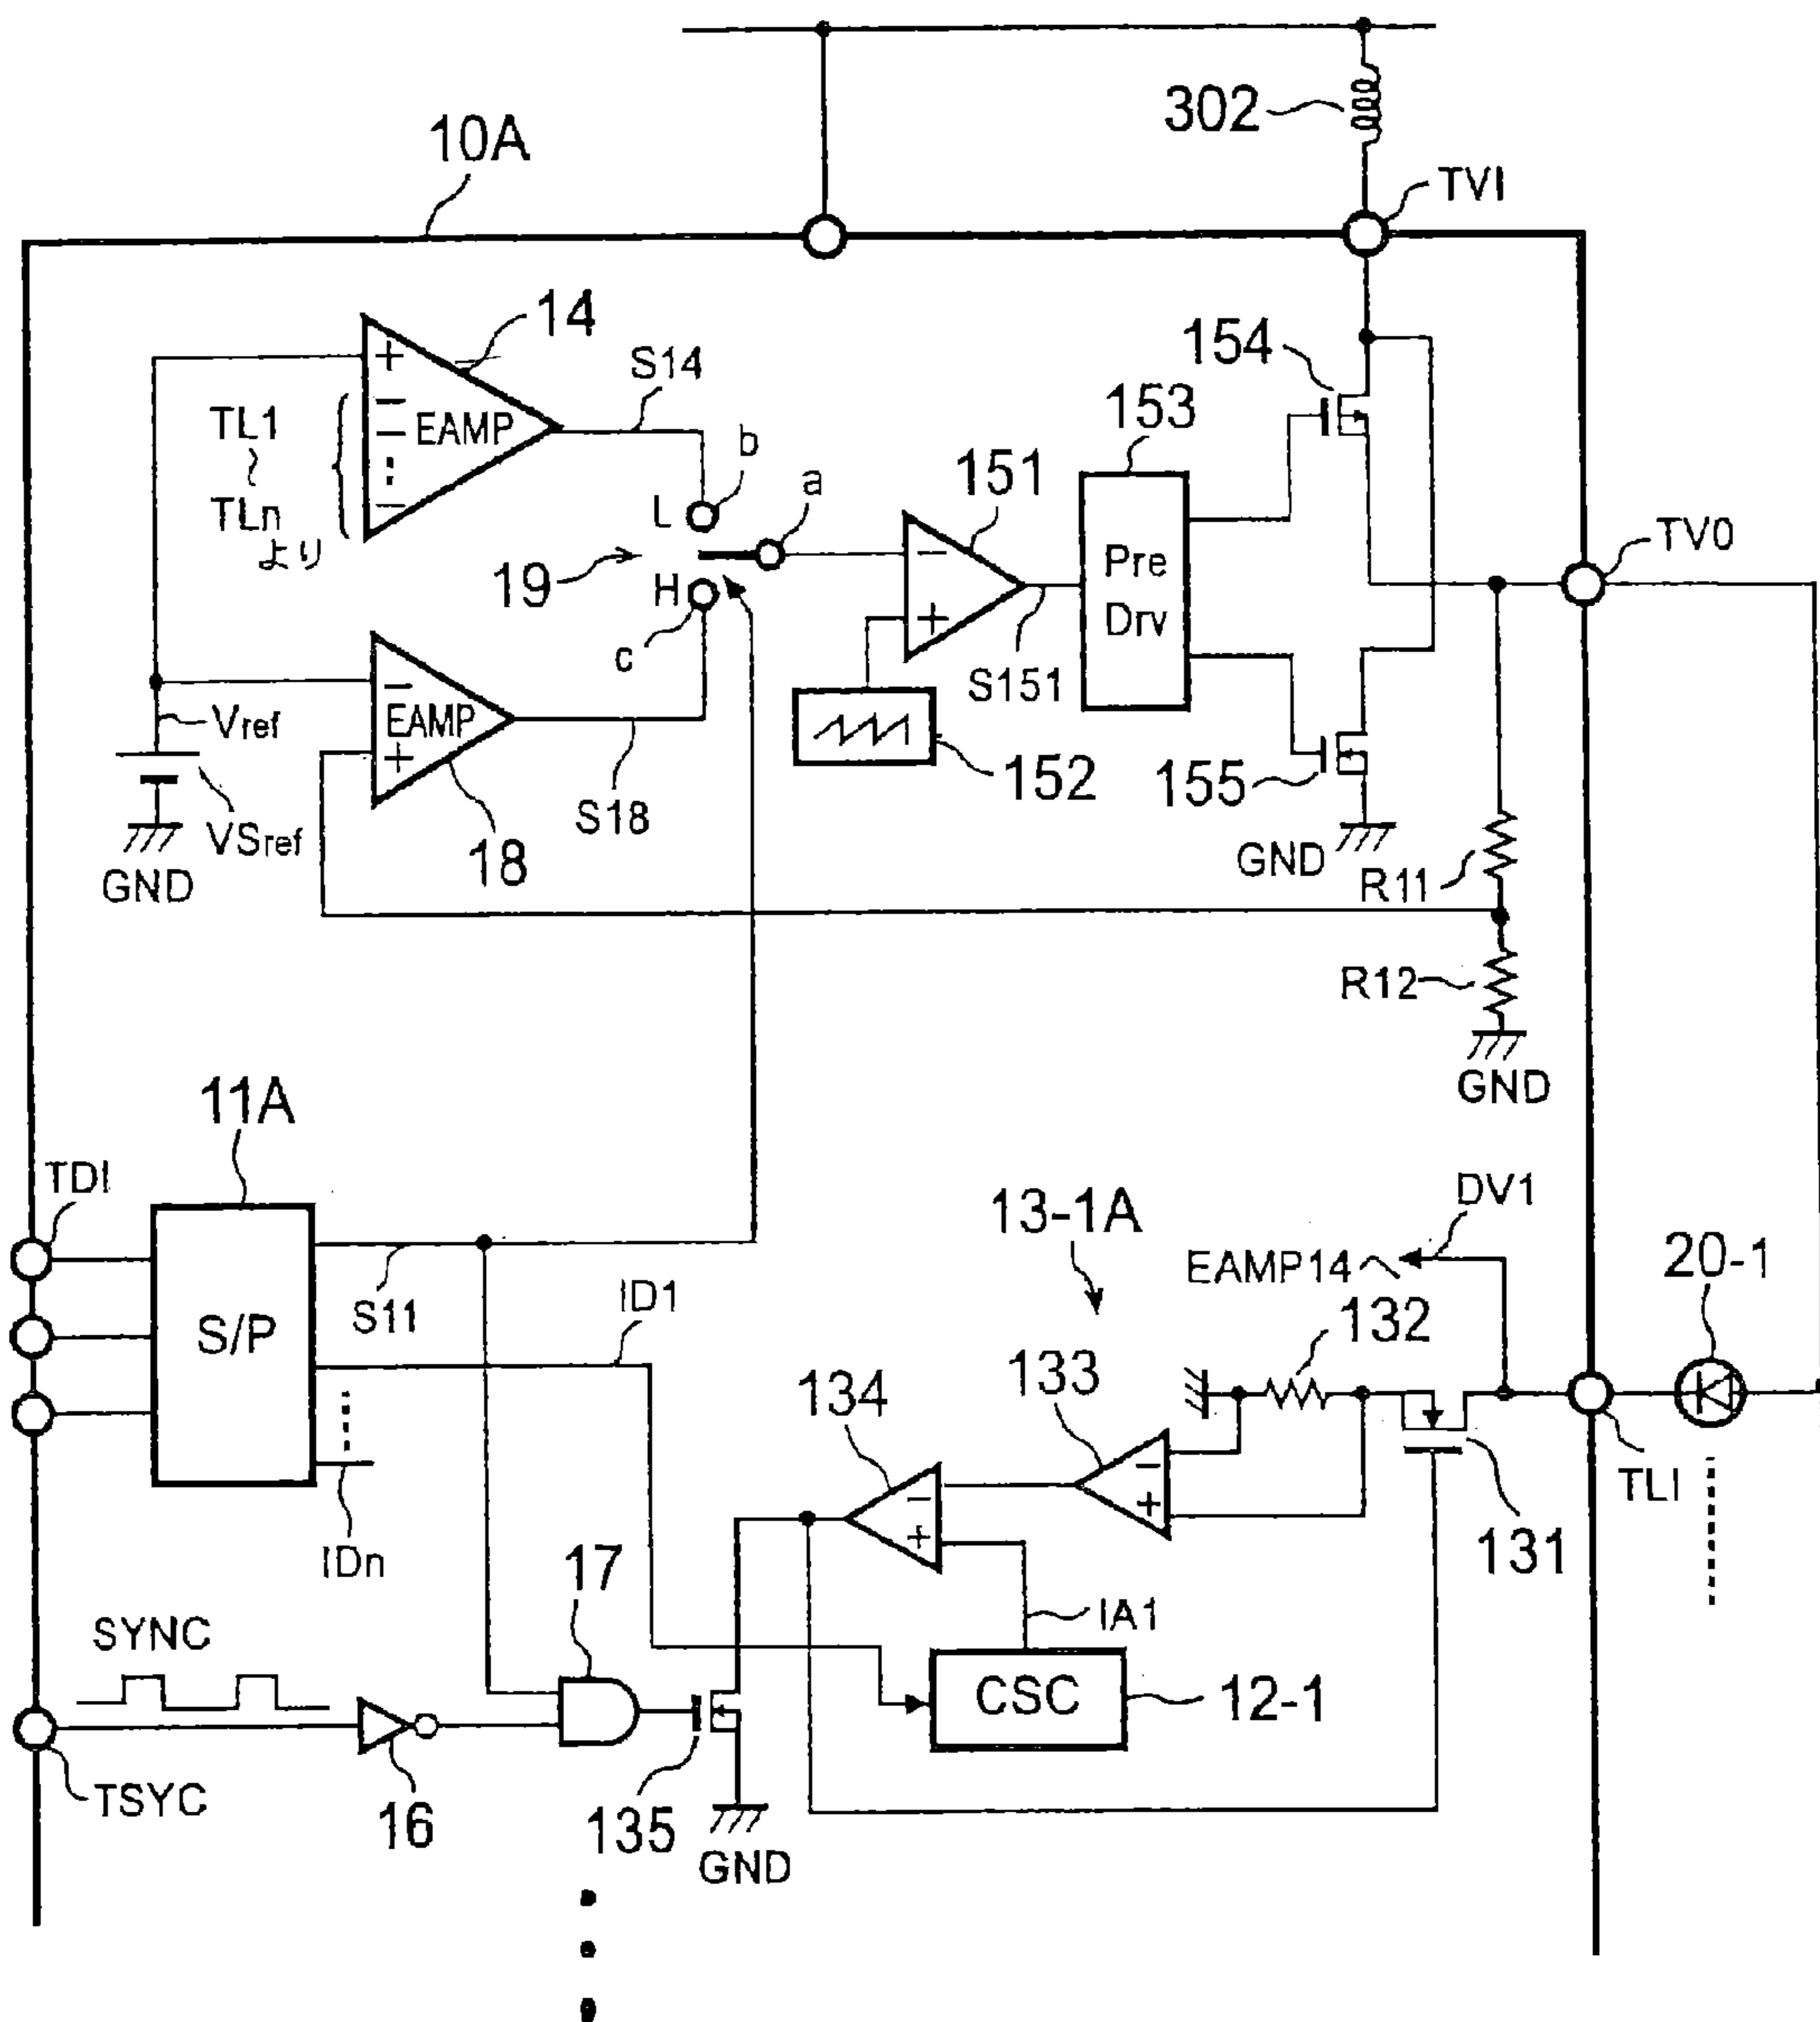 302
10A
TVI
14
S14
154
TL1
~
TLn
より
+
−
−
EAMP
−
b
L
a
153
151
19
H
c
−
+
Pre
Drv
TV0
S151
Vref
−
EAMP
+
VSref
GND
S18
18
152
155
GND
R11
R12
GND
11A
TDI
S/P
S11
ID1
IDn
13-1A
DV1
EAMP14
20-1
132
133
134
−
+
−
+
TLI
131
17
IA1
SYNC
CSC
12-1
TSYC
16
135
GND